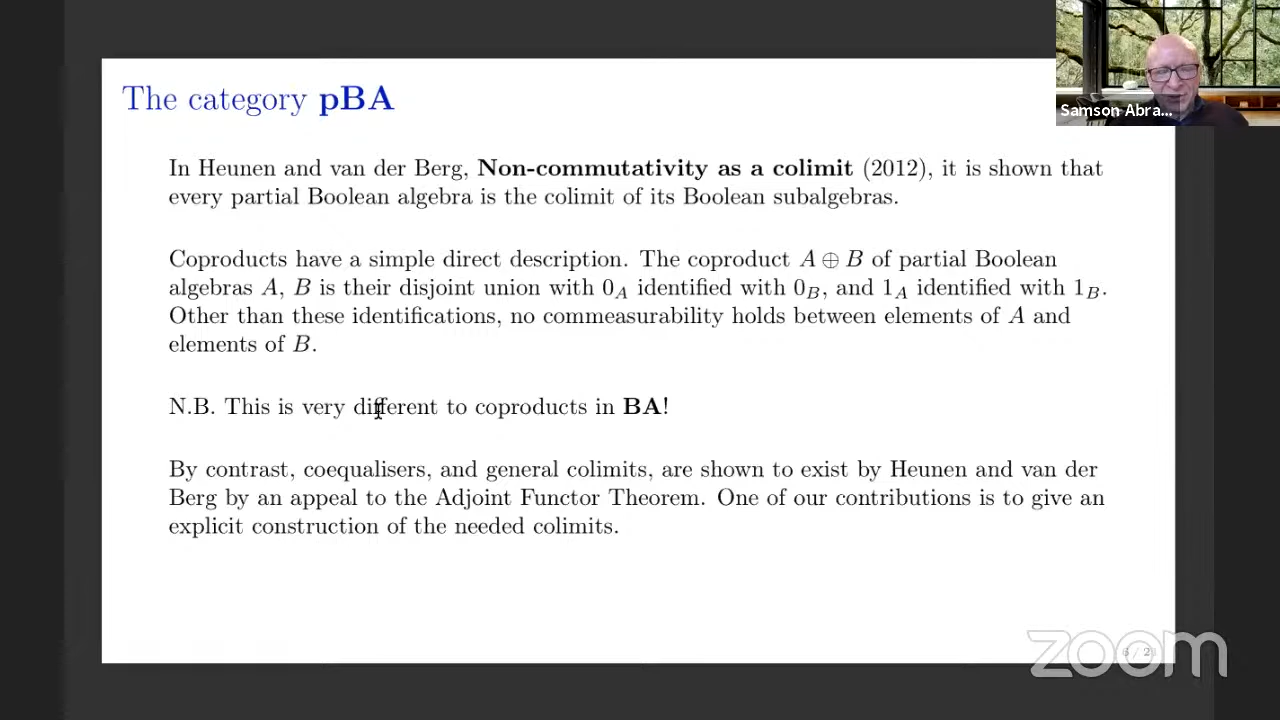 The category pBA
Samson Abra...
In Heunen and van der Berg, Non-commutativity as a colimit (2012), it is shown that
every partial Boolean algebra is the colimit of its Boolean subalgebras.
Coproducts have a simple direct description. The coproduct A ⊕ B of partial Boolean
algebras A, B is their disjoint union with 0_A identified with 0_B, and 1_A identified with 1_B.
Other than these identifications, no commeasurability holds between elements of A and
elements of B.
N.B. This is very different to coproducts in BA!
By contrast, coequalisers, and general colimits, are shown to exist by Heunen and van der
Berg by an appeal to the Adjoint Functor Theorem. One of our contributions is to give an
explicit construction of the needed colimits.
zoom